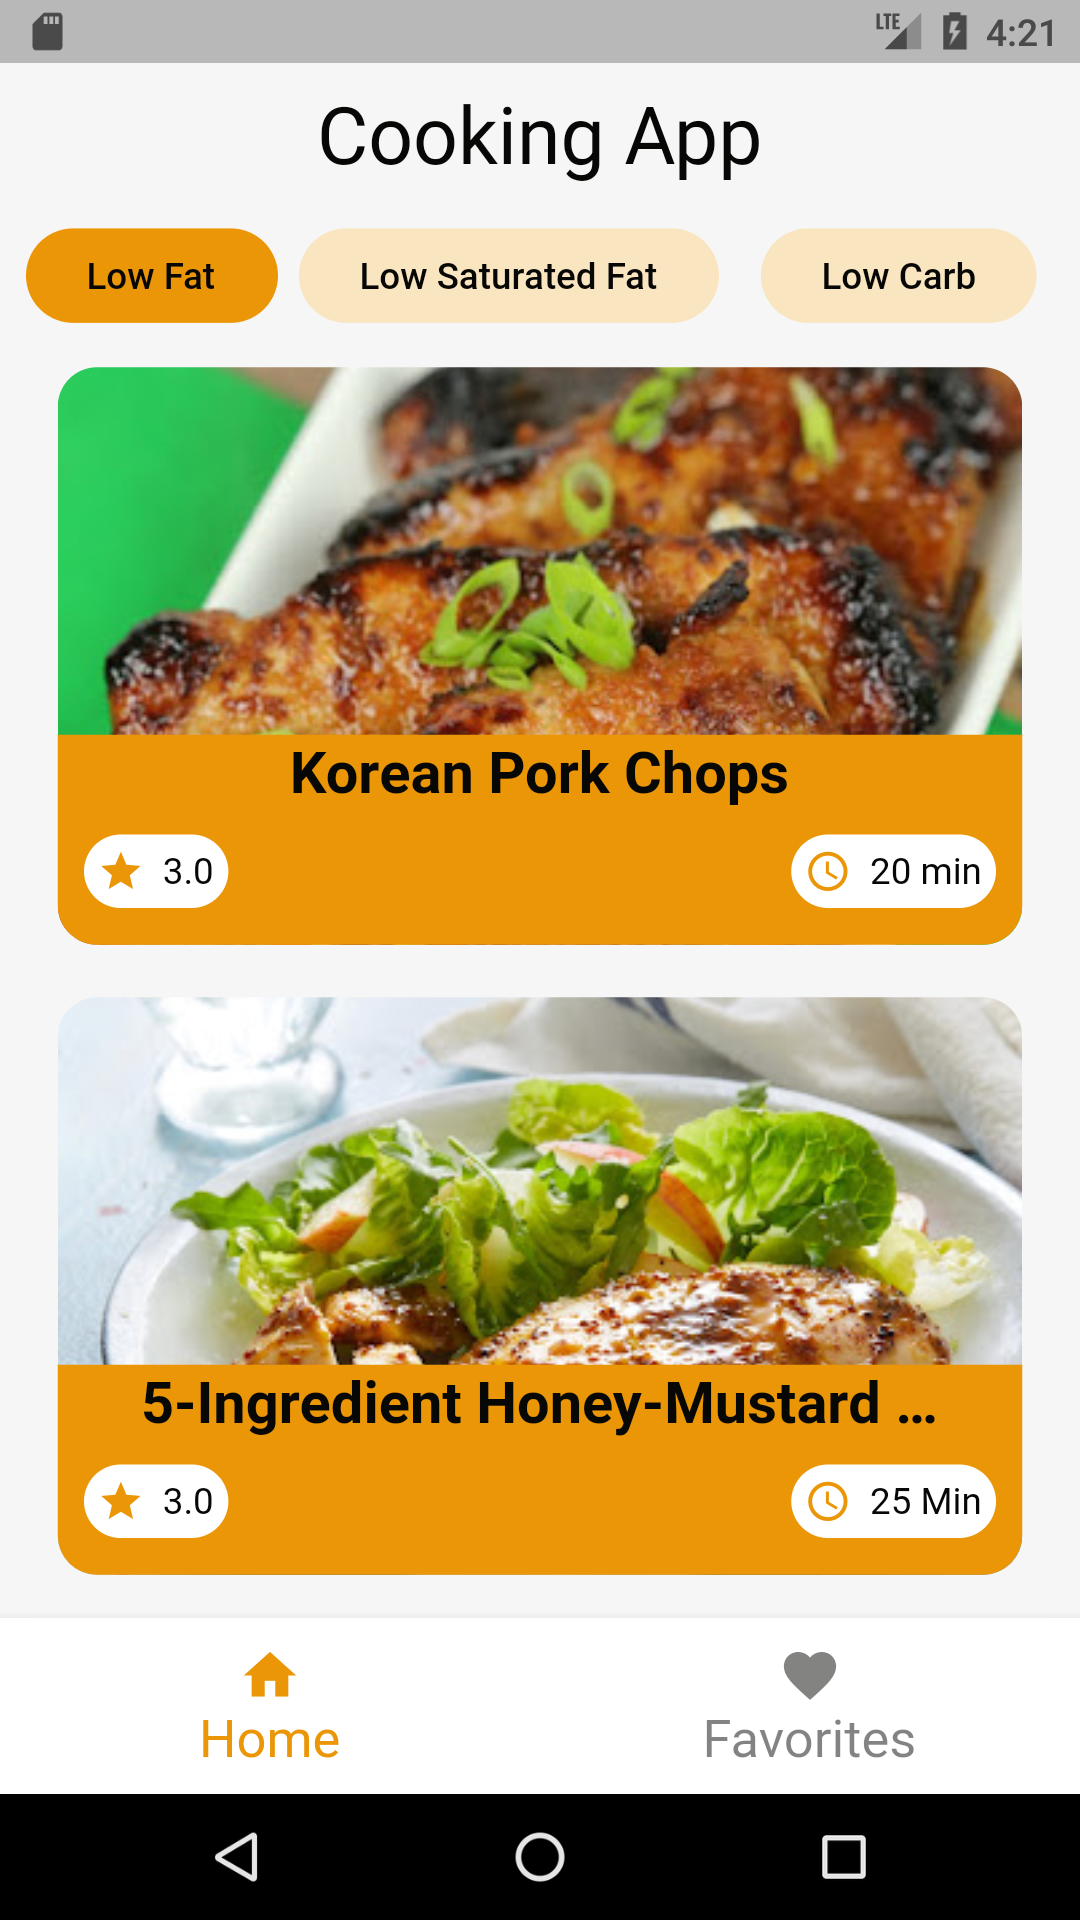 LTE 4:21
Cooking App
Low Fat Low Saturated Fat Low Carb
Korean Pork Chops
3.0 20 min
5-Ingredient Honey-Mustard ...
3.0 25 Min
Home Favorites